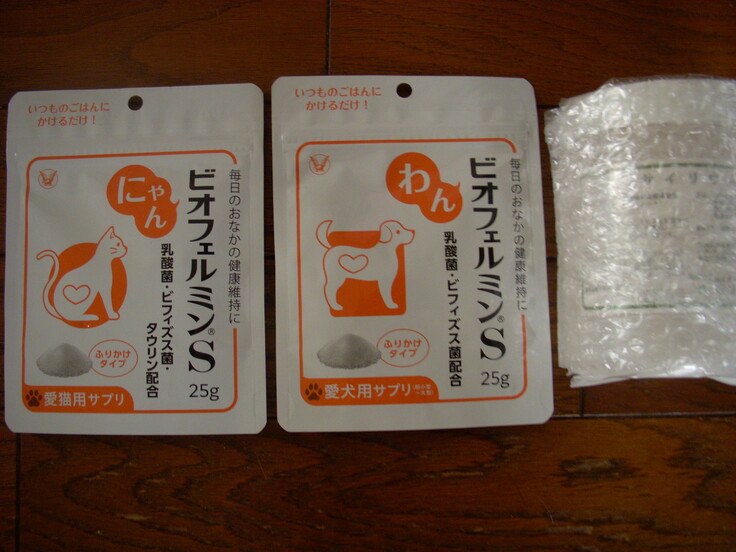 いつものごはんに
かけるだけ！
毎日のおなかの健康維持に
ビオフェルミン®S
にゃん
乳酸菌・ビフィズス菌・
タウリン配合
ふりかけ
タイプ
25g
愛猫用サプリ
いつものごはんに
かけるだけ！
毎日のおなかの健康維持に
ビオフェルミン®S
わん
乳酸菌・ビフィズス菌配合
ふりかけ
タイプ
25g
愛犬用サプリ